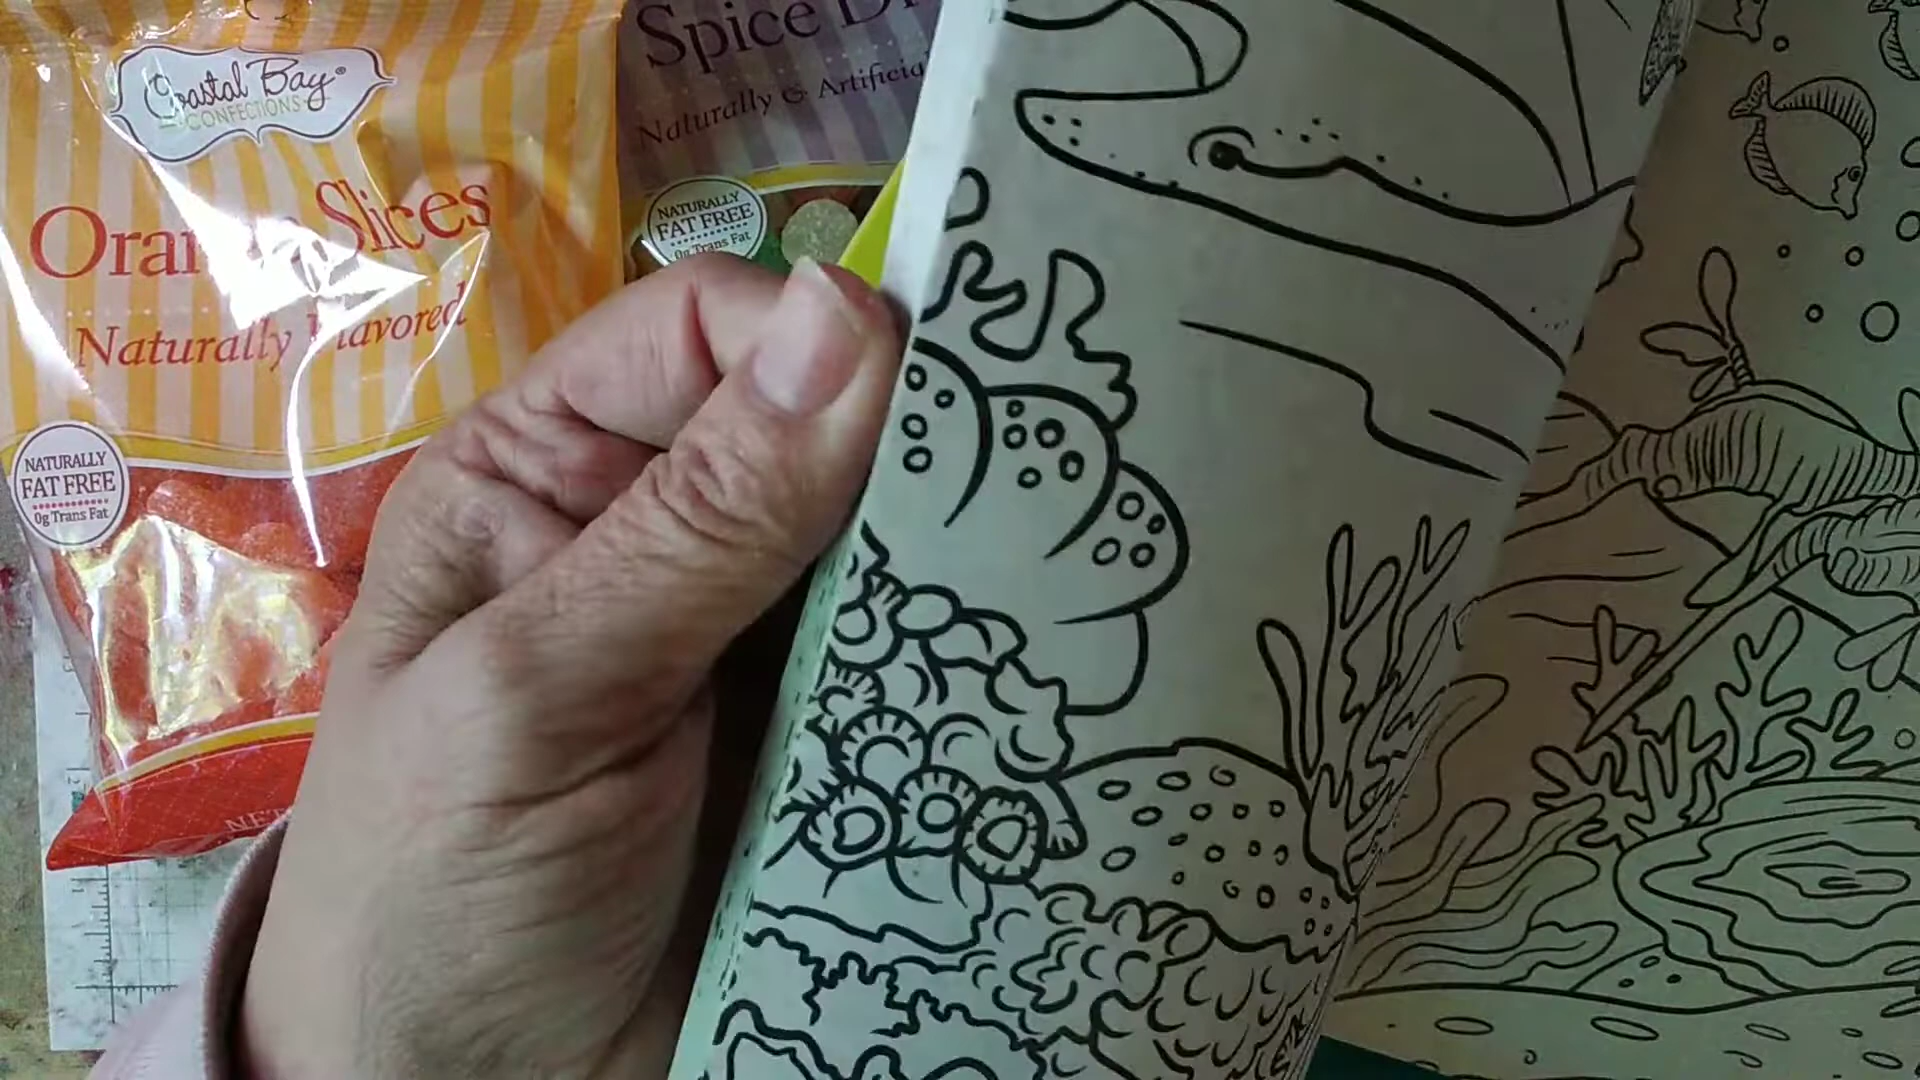 Coastal Bay®
CONFECTIONS
Orange Slices
Naturally Flavored
NATURALLY
FAT FREE
0g Trans Fat
Spice
Naturally & Artificia
NATURALLY
FAT FREE
0g Trans Fat